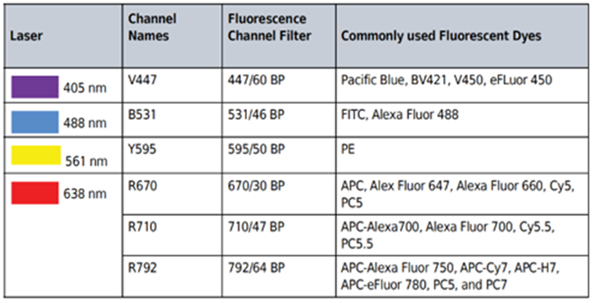 Laser
Channel
Names
Fluorescence
Channel Filter
Commonly used Fluorescent Dyes
405 nm
V447
447/60 BP
Pacific Blue, BV421, V450, eFLuor 450
488 nm
B531
531/46 BP
FITC, Alexa Fluor 488
561 nm
Y595
595/50 BP
PE
638 nm
R670
670/30 BP
APC, Alex Fluor 647, Alexa Fluor 660, Cy5,
PC5
R710
710/47 BP
APC-Alexa700, Alexa Fluor 700, Cy5.5,
PC5.5
R792
792/64 BP
APC-Alexa Fluor 750, APC-Cy7, APC-H7,
APC-eFluor 780, PC5, and PC7